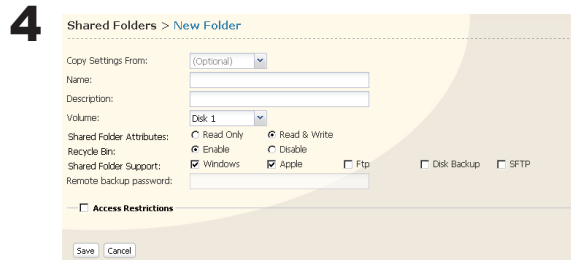 4
Shared Folders > New Folder
Copy Settings From: (Optional)
Name:
Description:
Volume: Disk 1
Shared Folder Attributes: Read Only Read & Write
Recycle Bin: Enable Disable
Shared Folder Support: Windows Apple Ftp Disk Backup SFTP
Remote backup password:
Access Restrictions
Save Cancel